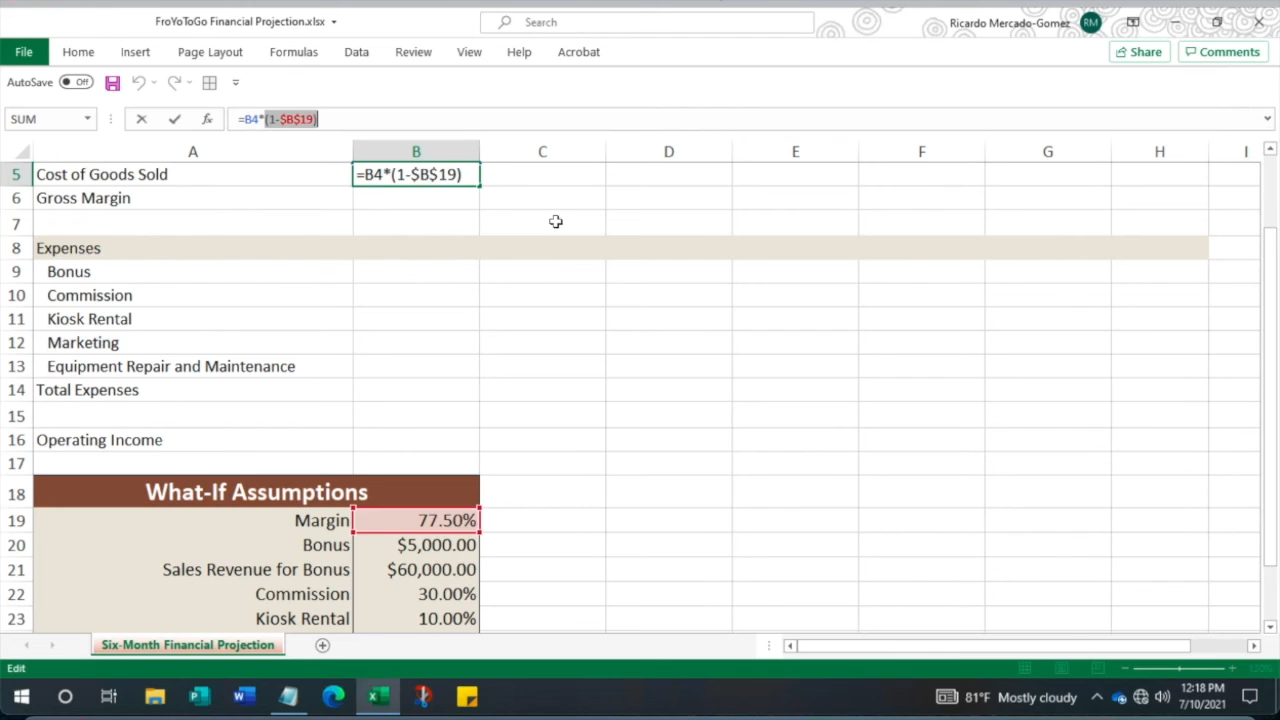 FroYoToGo Financial Projection.xlsx
Search
Ricardo Mercado-Gomez RM
File Home Insert Page Layout Formulas Data Review View Help Acrobat Share Comments
AutoSave Off
SUM fx =B4*(1-$B$19)
A B C D E F G H I
5 Cost of Goods Sold =B4*(1-$B$19)
6 Gross Margin
7
8 Expenses
9 Bonus
10 Commission
11 Kiosk Rental
12 Marketing
13 Equipment Repair and Maintenance
14 Total Expenses
15
16 Operating Income
17
18 What-If Assumptions
19 Margin 77.50%
20 Bonus $5,000.00
21 Sales Revenue for Bonus $60,000.00
22 Commission 30.00%
23 Kiosk Rental 10.00%
Six-Month Financial Projection
Edit 120%
81°F Mostly cloudy 12:18 PM
7/10/2021